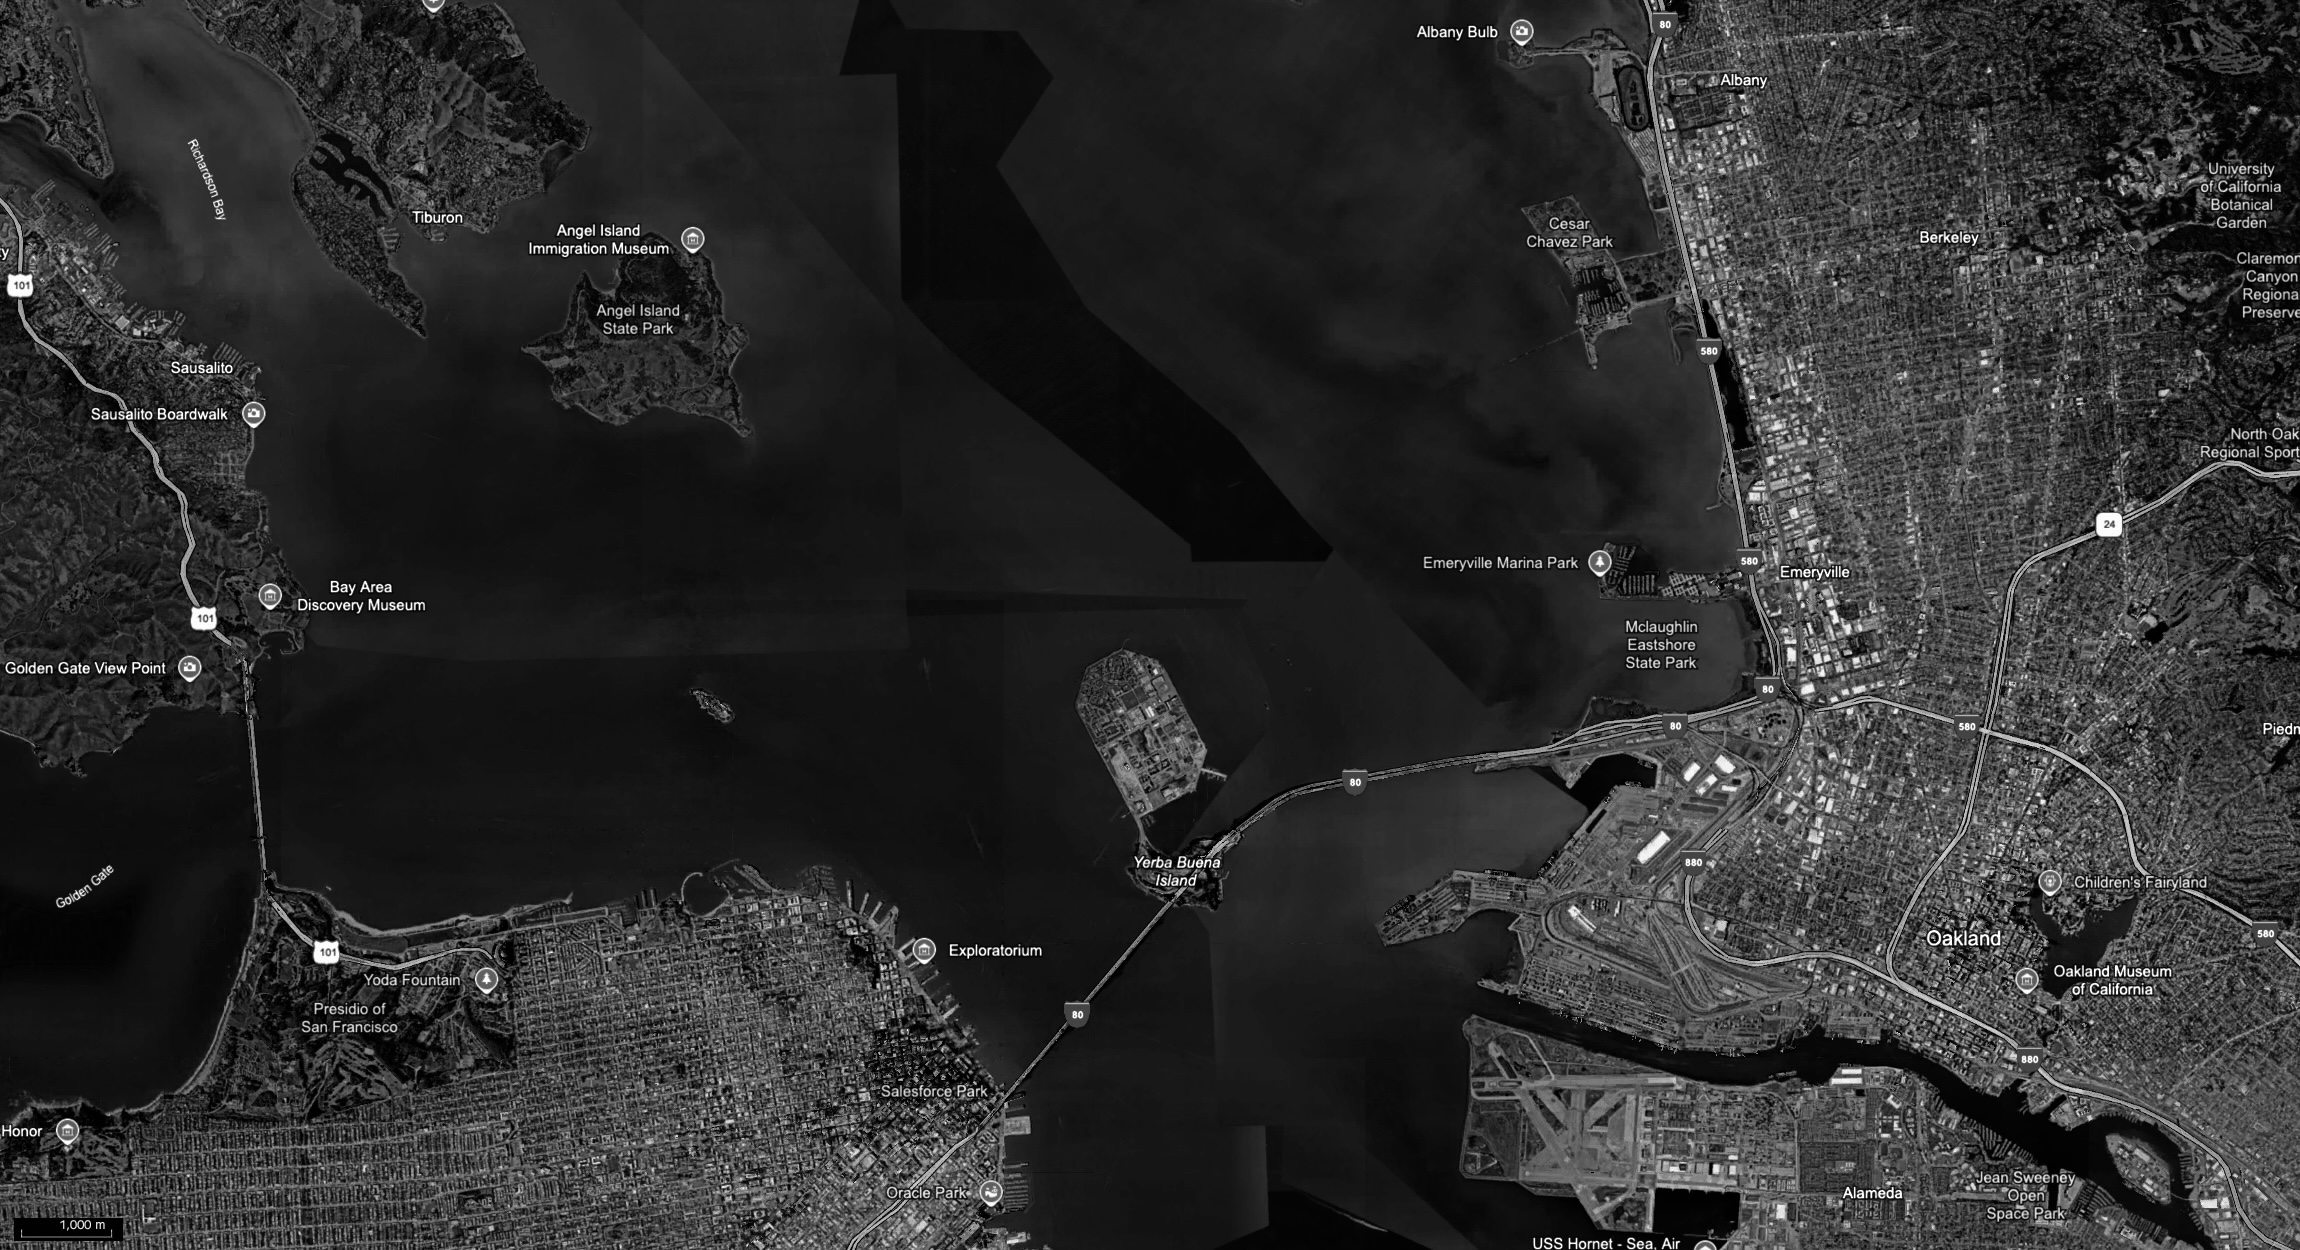 Albany Bulb
80
Albany
Richardson Bay
University
of California
Botanical
Garden
Tiburon
Angel Island
Immigration Museum
Cesar
Chavez Park
Berkeley
y
101
Claremon
Canyon
Regiona
Preserve
Angel Island
State Park
580
Sausalito
Sausalito Boardwalk
North Oak
Regional Sport
24
Emeryville Marina Park
580
Emeryville
Bay Area
Discovery Museum
101
Mclaughlin
Eastshore
State Park
Golden Gate View Point
80
80
580
Piedn
80
Golden Gate
Yerba Buena
Island
880
Children's Fairyland
580
Oakland
101
Exploratorium
Yoda Fountain
Oakland Museum
of California
Presidio of
San Francisco
80
880
Salesforce Park
Honor
Oracle Park
Alameda
Jean Sweeney
Open
Space Park
1,000 m
USS Hornet - Sea, Air